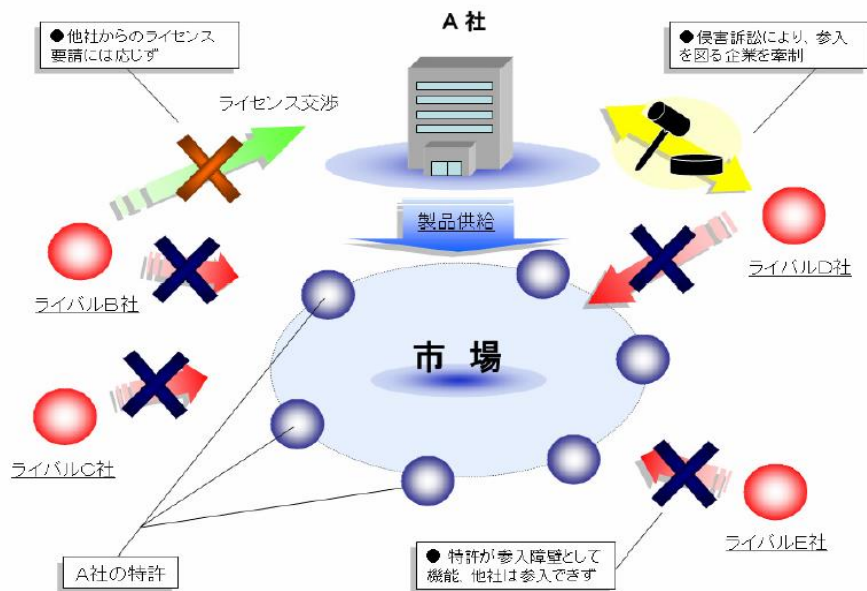 A 社
●他社からのライセンス
要請には応じず
●侵害訴訟により、参入
を図る企業を牽制
ライセンス交渉
製品供給
ライバルB社
ライバルD社
市 場
ライバルC社
ライバルE社
A社の特許
● 特許が参入障壁として
機能、他社は参入できず